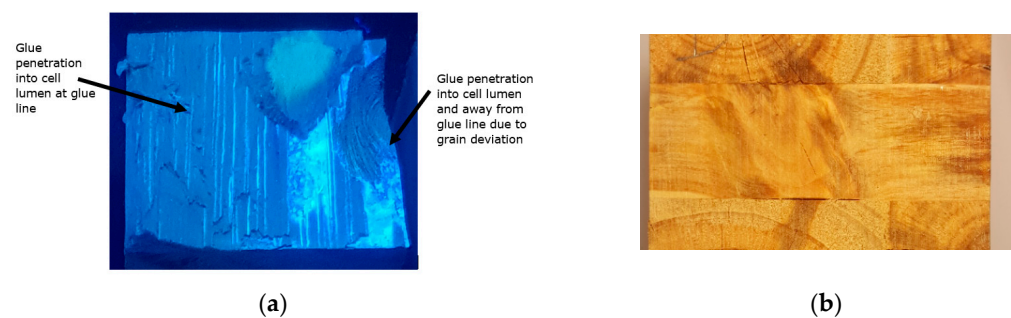 Glue
penetration
into cell
lumen at glue
line
Glue penetration
into cell lumen
and away from
glue line due to
grain deviation
(a)
(b)